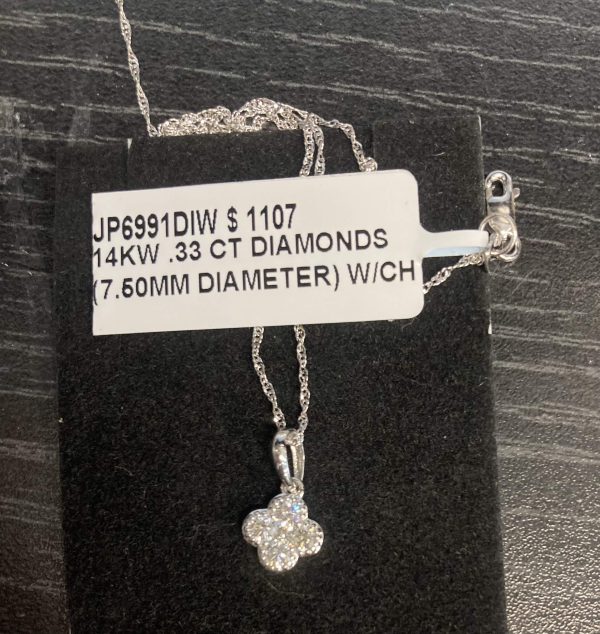 JP6991DIW $ 1107
14KW .33 CT DIAMONDS
(7.50MM DIAMETER) W/CH